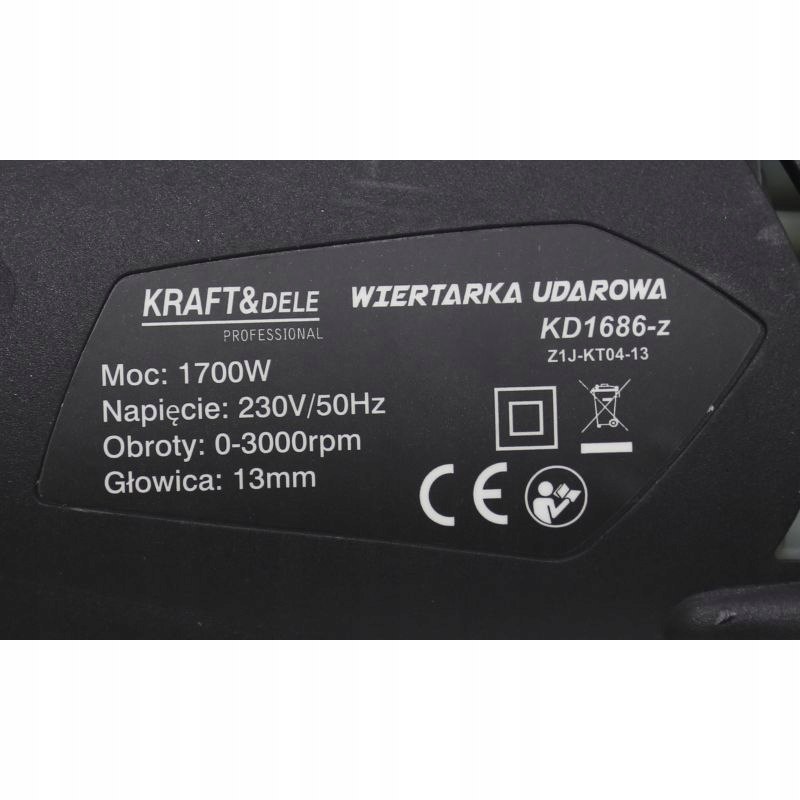 KRAFT&DELE WIERTARKA UDAROWA
PROFESSIONAL
KD1686-z
Z1J-KT04-13
Moc: 1700W
Napięcie: 230V/50Hz
Obroty: 0-3000rpm
Głowica: 13mm
CE